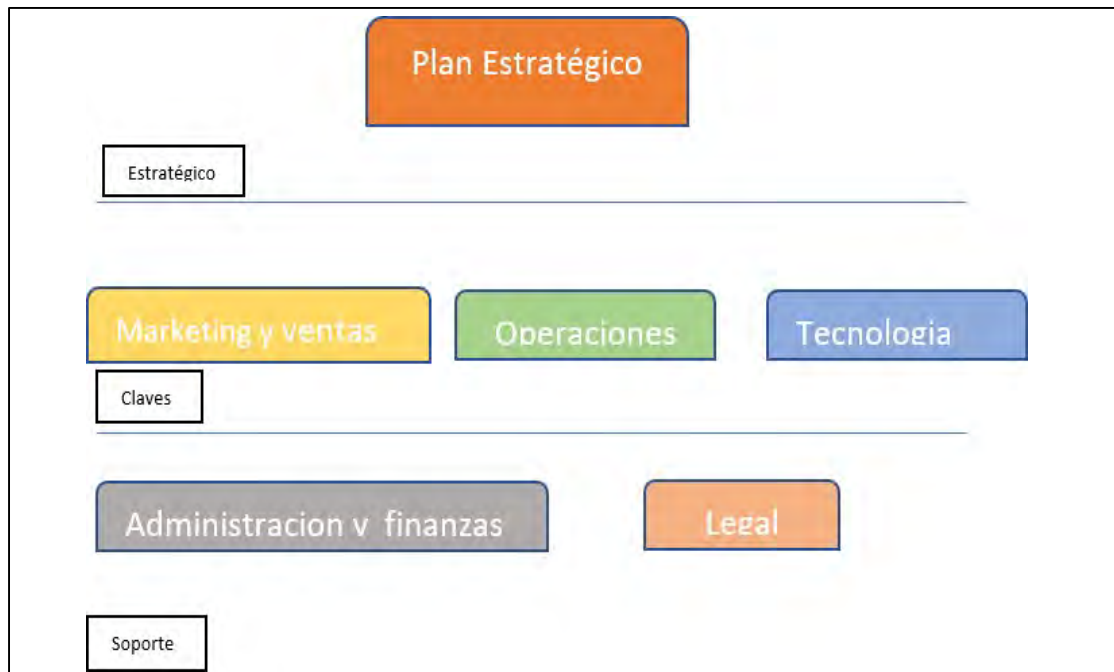 Plan Estratégico
Estratégico
Marketing y ventas
Operaciones
Tecnologia
Claves
Administracion y finanzas
Legal
Soporte